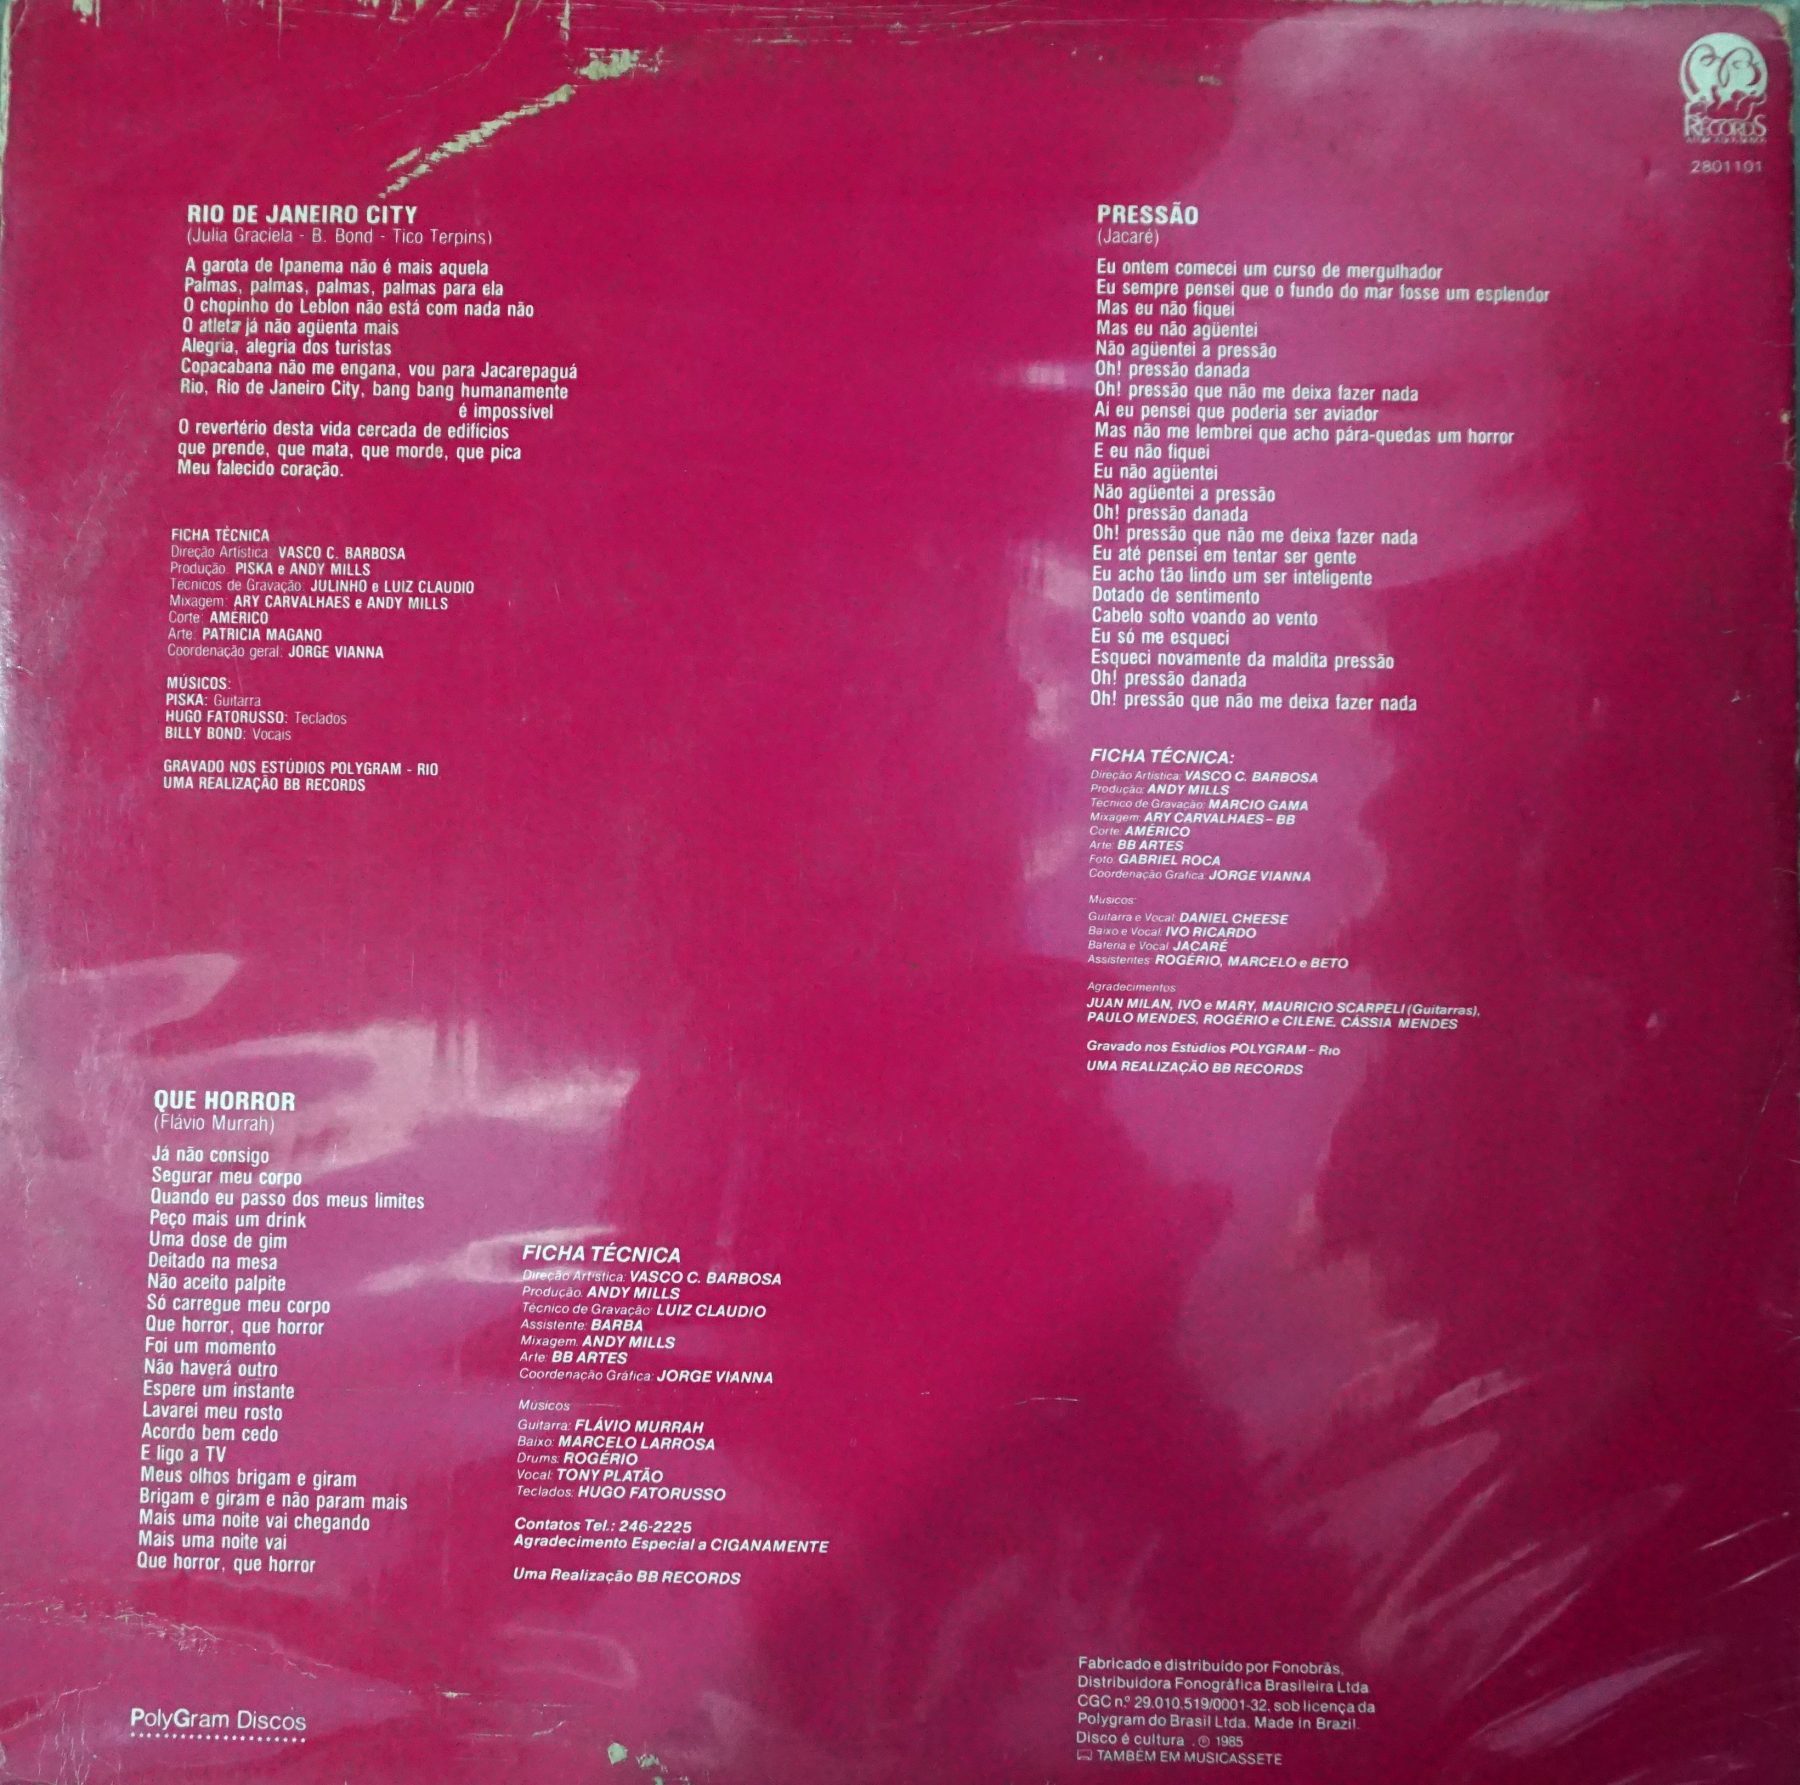 RECORDS
2801101
RIO DE JANEIRO CITY
(Julia Graciela - B. Bond - Tico Terpins)
A garota de Ipanema não é mais aquela
Palmas, palmas, palmas, palmas para ela
O chopinho do Leblon não está com nada não
O atleta já não agüenta mais
Alegria, alegria dos turistas
Copacabana não me engana, vou para Jacarepaguá
Rio, Rio de Janeiro City, bang bang humanamente
é impossível
O revertério desta vida cercada de edifícios
que prende, que mata, que morde, que pica
Meu falecido coração.
FICHA TÉCNICA
Direção Artística: VASCO C. BARBOSA
Produção: PISKA e ANDY MILLS
Técnicos de Gravação: JULINHO e LUIZ CLAUDIO
Mixagem: ARY CARVALHAES e ANDY MILLS
Corte: AMÉRICO
Arte: PATRICIA MAGANO
Coordenação geral: JORGE VIANNA
MÚSICOS:
PISKA: Guitarra
HUGO FATORUSSO: Teclados
BILLY BOND: Vocais
GRAVADO NOS ESTÚDIOS POLYGRAM - RIO
UMA REALIZAÇÃO BB RECORDS
PRESSÃO
(Jacaré)
Eu ontem comecei um curso de mergulhador
Eu sempre pensei que o fundo do mar fosse um esplendor
Mas eu não fiquei
Mas eu não agüentei
Não agüentei a pressão
Oh! pressão danada
Oh! pressão que não me deixa fazer nada
Aí eu pensei que poderia ser aviador
Mas não me lembrei que acho pára-quedas um horror
E eu não fiquei
Eu não agüentei
Não agüentei a pressão
Oh! pressão danada
Oh! pressão que não me deixa fazer nada
Eu até pensei em tentar ser gente
Eu acho tão lindo um ser inteligente
Dotado de sentimento
Cabelo solto voando ao vento
Eu só me esqueci
Esqueci novamente da maldita pressão
Oh! pressão danada
Oh! pressão que não me deixa fazer nada
FICHA TÉCNICA:
Direção Artística: VASCO C. BARBOSA
Produção: ANDY MILLS
Técnico de Gravação: MARCIO GAMA
Mixagem: ARY CARVALHAES - BB
Corte: AMÉRICO
Arte: BB ARTES
Foto: GABRIEL ROCA
Coordenação Gráfica: JORGE VIANNA
Músicos:
Guitarra e Vocal: DANIEL CHEESE
Baixo e Vocal: IVO RICARDO
Bateria e Vocal: JACARÉ
Assistentes: ROGÉRIO, MARCELO e BETO
Agradecimentos
JUAN MILAN, IVO e MARY, MAURICIO SCARPELI (Guitarras),
PAULO MENDES, ROGÉRIO e CILENE, CÁSSIA MENDES
Gravado nos Estúdios POLYGRAM - Rio
UMA REALIZAÇÃO BB RECORDS
QUE HORROR
(Flávio Murrah)
Já não consigo
Segurar meu corpo
Quando eu passo dos meus limites
Peço mais um drink
Uma dose de gim
Deitado na mesa
Não aceito palpite
Só carregue meu corpo
Que horror, que horror
Foi um momento
Não haverá outro
Espere um instante
Lavarei meu rosto
Acordo bem cedo
E ligo a TV
Meus olhos brigam e giram
Brigam e giram e não param mais
Mais uma noite vai chegando
Mais uma noite vai
Que horror, que horror
FICHA TÉCNICA
Direção Artística: VASCO C. BARBOSA
Produção: ANDY MILLS
Técnico de Gravação: LUIZ CLAUDIO
Assistente: BARBA
Mixagem: ANDY MILLS
Arte: BB ARTES
Coordenação Gráfica: JORGE VIANNA
Músicos
Guitarra: FLÁVIO MURRAH
Baixo: MARCELO LARROSA
Drums: ROGÉRIO
Vocal: TONY PLATÃO
Teclados: HUGO FATORUSSO
Contatos Tel.: 246-2225
Agradecimento Especial a CIGANAMENTE
Uma Realização BB RECORDS
PolyGram Discos
Fabricado e distribuído por Fonobrás,
Distribuidora Fonográfica Brasileira Ltda
CGC n.º 29.010.519/0001-32, sob licença da
Polygram do Brasil Ltda. Made in Brazil.
Disco é cultura . ℗ 1985
TAMBÉM EM MUSICASSETE